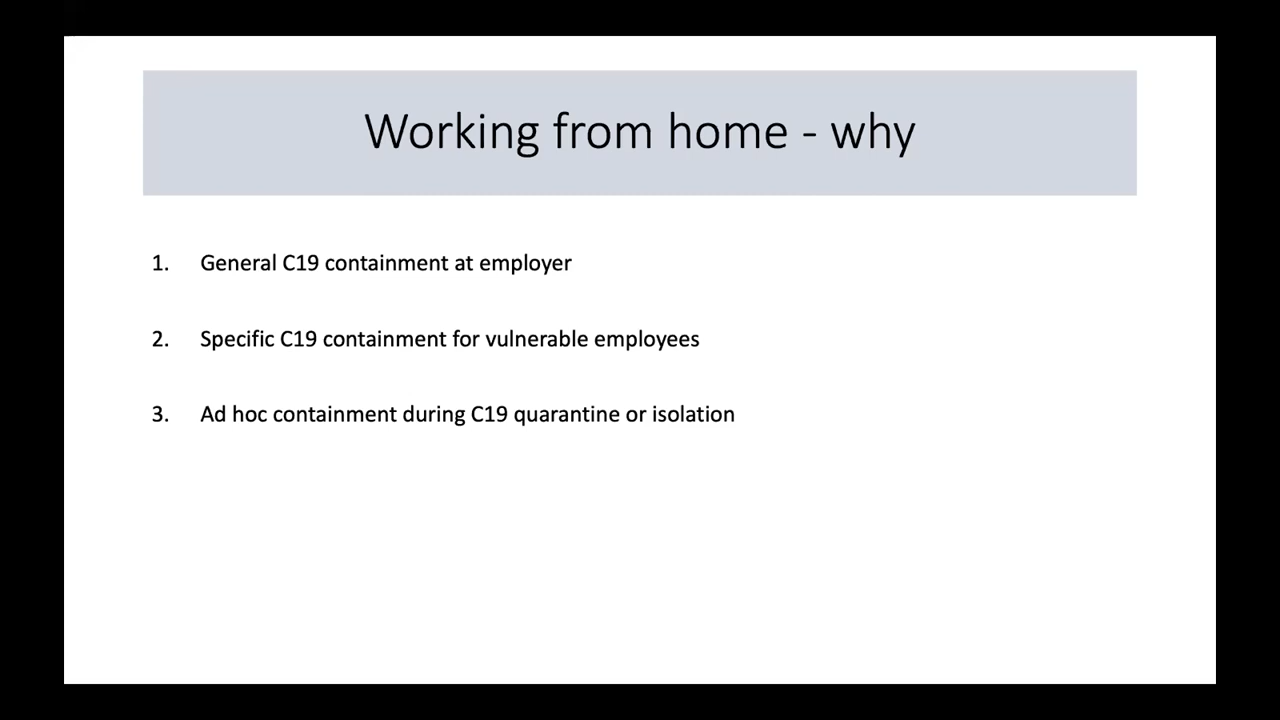 Working from home - why
1. General C19 containment at employer
2. Specific C19 containment for vulnerable employees
3. Ad hoc containment during C19 quarantine or isolation